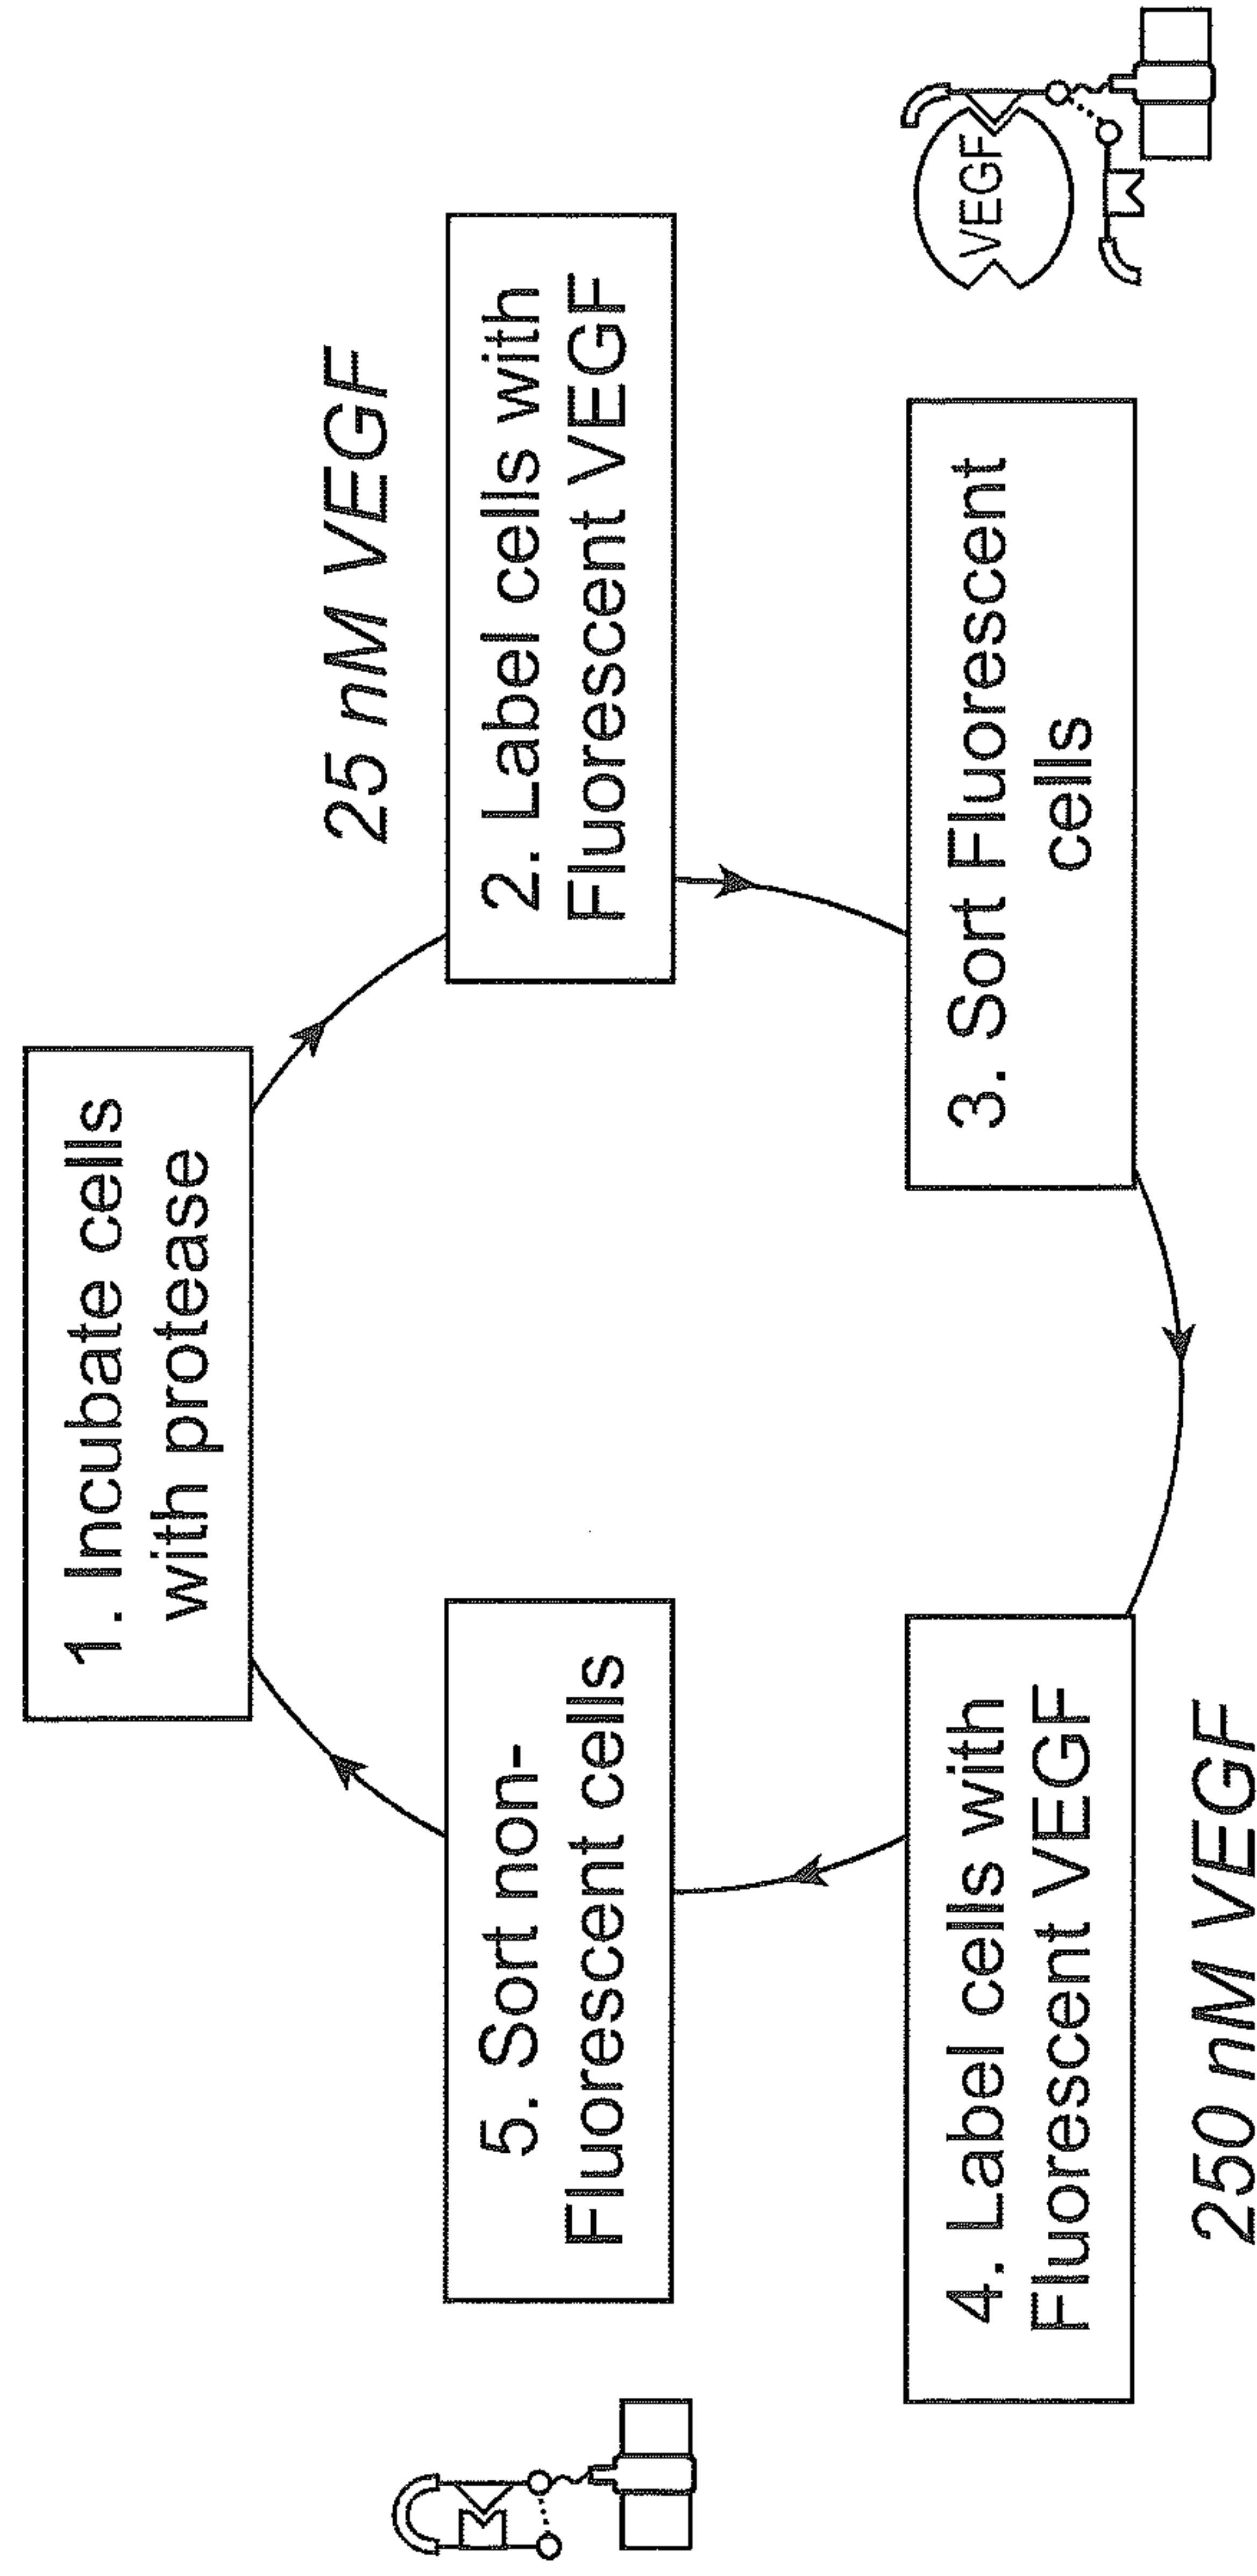 1. Incubate cells
with protease
25 nM VEGF
2. Label cells with
Fluorescent VEGF
VEGF
3. Sort Fluorescent
cells
4. Label cells with
Fluorescent VEGF
250 nM VEGF
5. Sort non-
Fluorescent cells